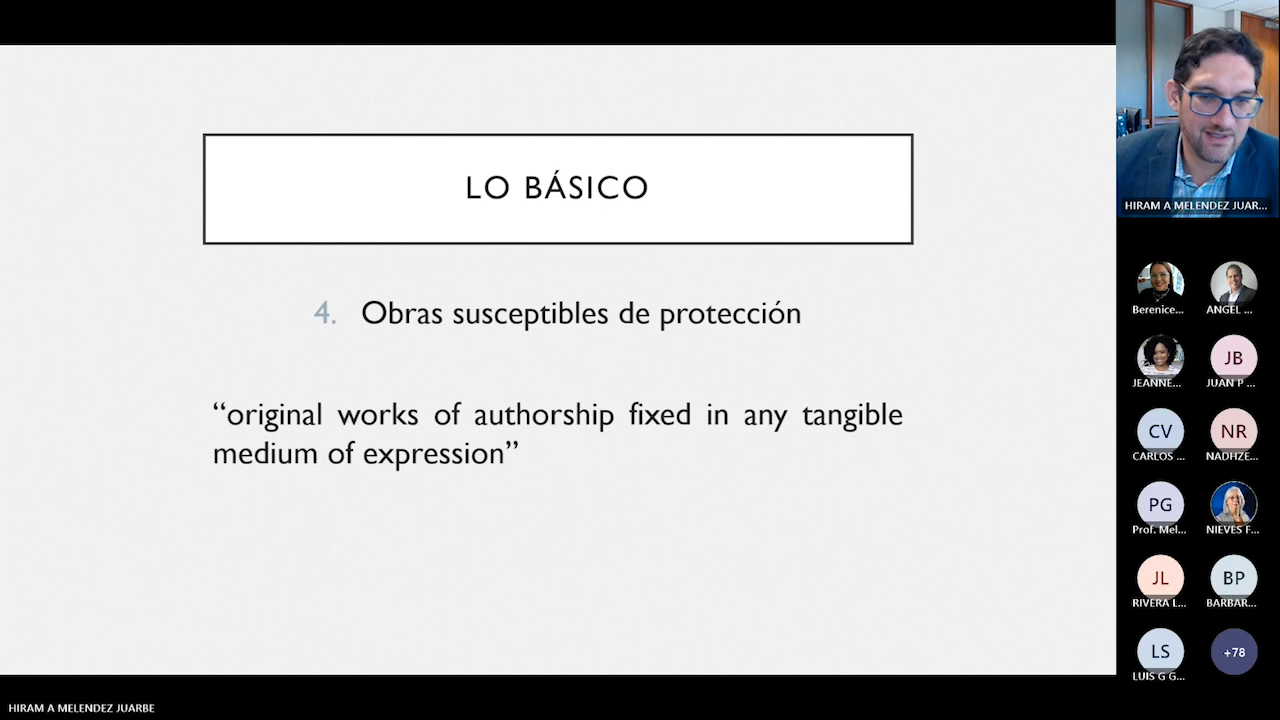 LO BÁSICO
4. Obras susceptibles de protección
“original works of authorship fixed in any tangible
medium of expression”
HIRAM A MELENDEZ JUAR...
Berenice...
ANGEL ...
JEANNE...
JB
JUAN P ...
CV
CARLOS ...
NR
NADHZE...
PG
Prof. Mel...
NIEVES F...
JL
RIVERA L...
BP
BARBAR...
LS
LUIS G G...
+78
HIRAM A MELENDEZ JUARBE